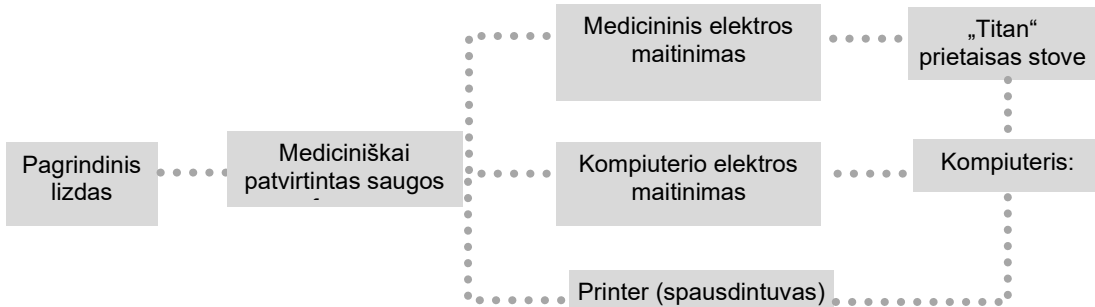 Medicininis elektros
maitinimas
„Titan“
prietaisas stove
Pagrindinis
lizdas
Mediciniškai
patvirtintas saugos
Kompiuterio elektros
maitinimas
Kompiuteris:
Printer (spausdintuvas)